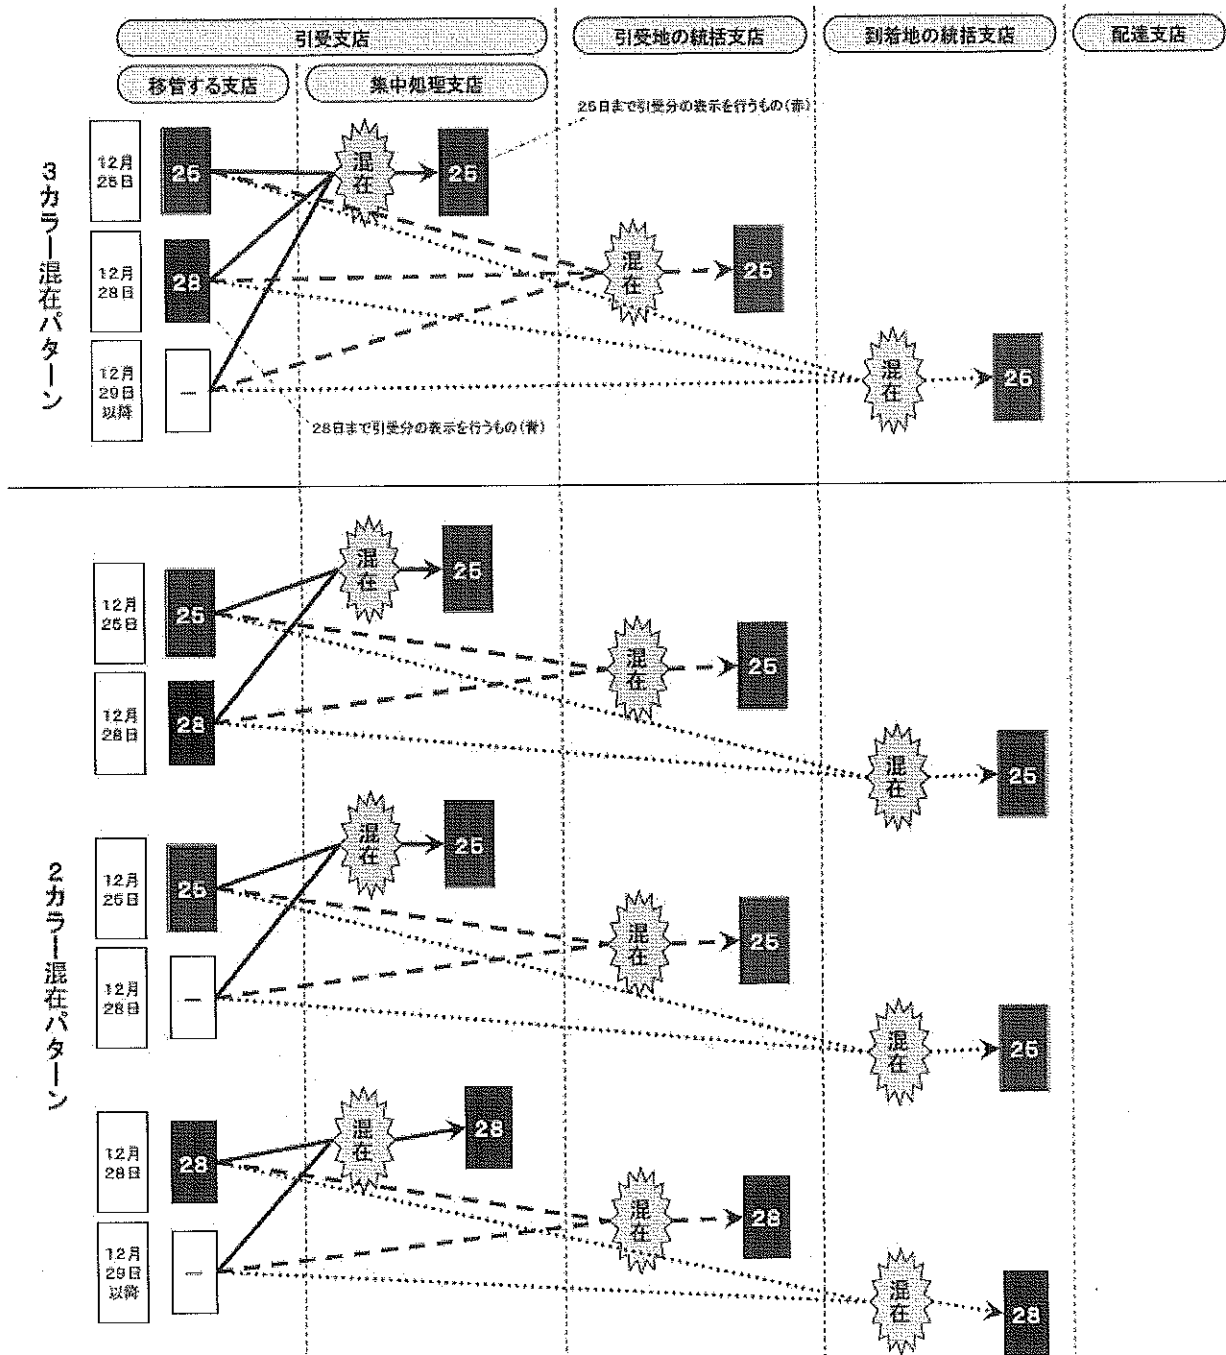 引受支店
引受地の統括支店
到着地の統括支店
配達支店
移管する支店
集中処理支店
25日まで引受分の表示を行うもの(赤)
3カラー混在パターン
12月
25日
25
混
在
25
12月
28日
28
混
在
25
12月
29日
以降
ー
混
在
25
28日まで引受分の表示を行うもの(青)
2カラー混在パターン
混
在
25
12月
25日
25
混
在
25
12月
28日
28
混
在
25
混
在
25
12月
25日
25
混
在
25
12月
28日
ー
混
在
25
混
在
28
12月
28日
28
混
在
28
12月
29日
以降
ー
混
在
28